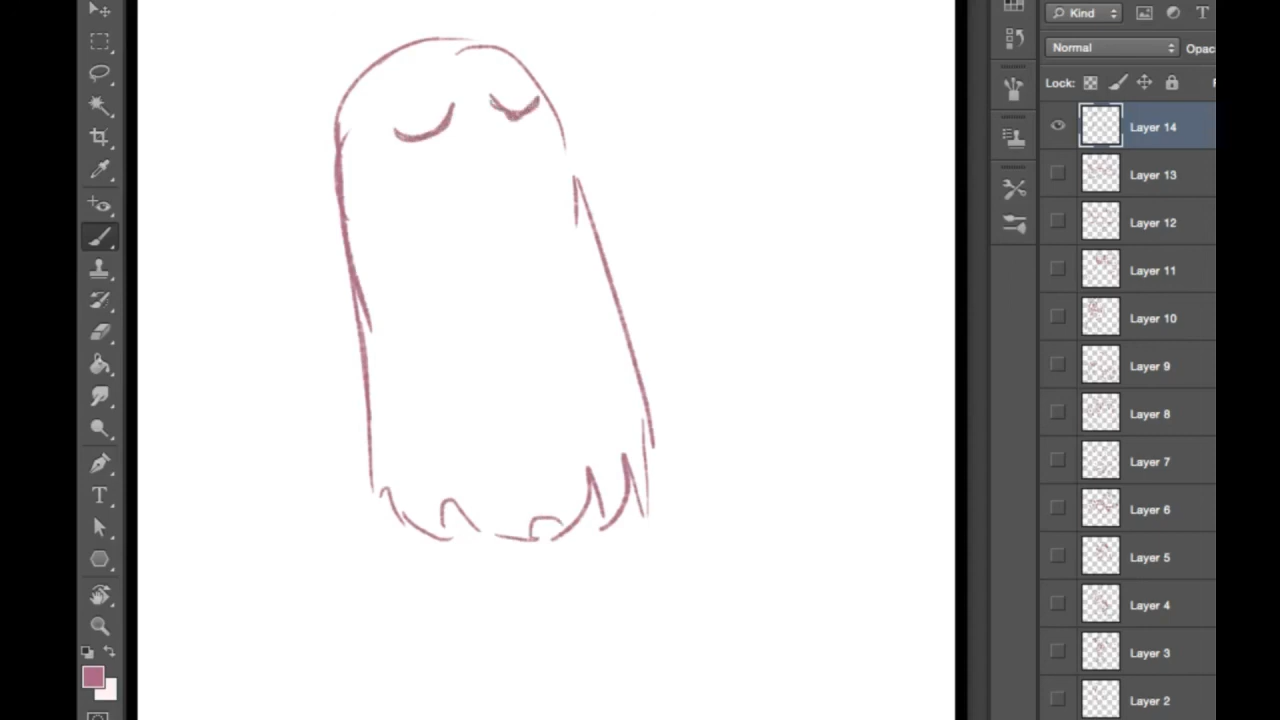 Kind
T
Normal
Opac
Lock:
Layer 14
Layer 13
Layer 12
Layer 11
Layer 10
Layer 9
Layer 8
Layer 7
Layer 6
Layer 5
Layer 4
Layer 3
Layer 2
T